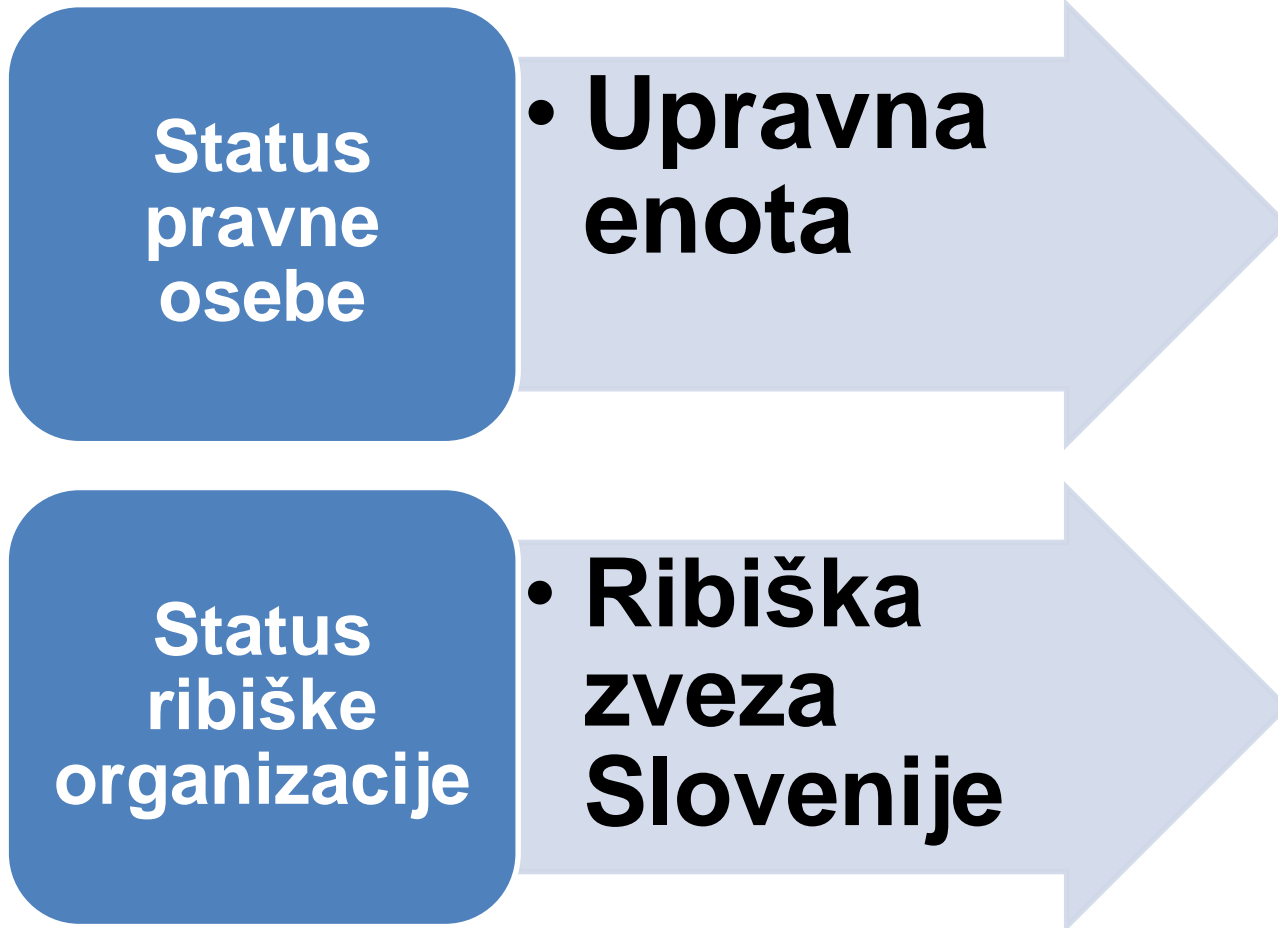 Status
pravne
osebe
• Upravna
enota
Status
ribiške
organizacije
• Ribiška
zveza
Slovenije